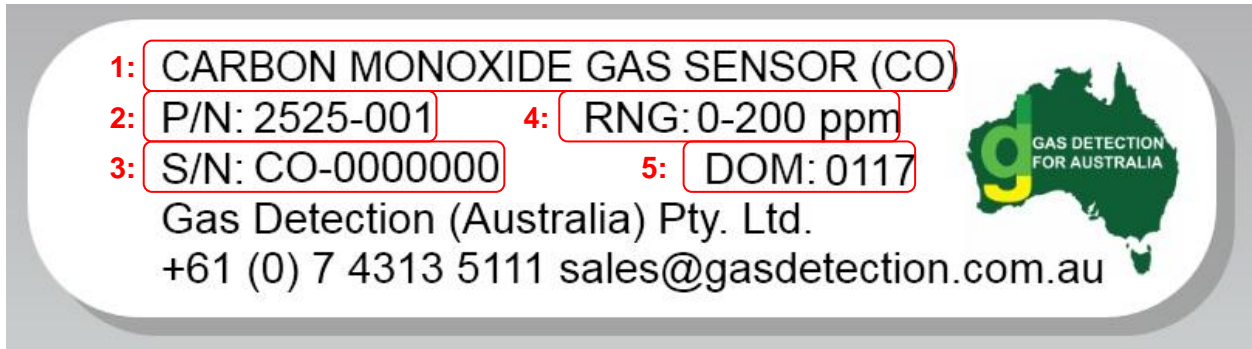 1: CARBON MONOXIDE GAS SENSOR (CO)
2: P/N: 2525-001 4: RNG: 0-200 ppm
3: S/N: CO-0000000 5: DOM: 0117
Gas Detection (Australia) Pty. Ltd.
+61 (0) 7 4313 5111 sales@gasdetection.com.au
g
GAS DETECTION
FOR AUSTRALIA